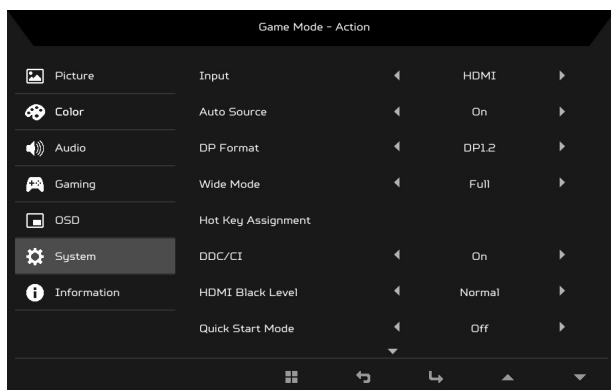 Game Mode - Action
Picture
Input HDMI
Color
Auto Source On
Audio
DP Format DP1.2
Gaming
Wide Mode Full
OSD
Hot Key Assignment
System
DDC/CI On
Information
HDMI Black Level Normal
Quick Start Mode Off